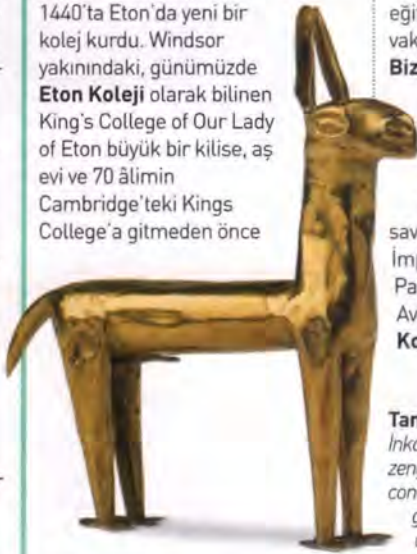 1440'ta Eton'da yeni bir
kolej kurdu. Windsor
yakınındaki, günümüzde
Eton Koleji olarak bilinen
King's College of Our Lady
of Eton büyük bir kilise, aş
evi ve 70 âlimin
Cambridge'teki Kings
College'a gitmeden önce
eği
vak
Biz
sav
İmp
Pa
Av
Ko
Tar
İnka
zen
con
g